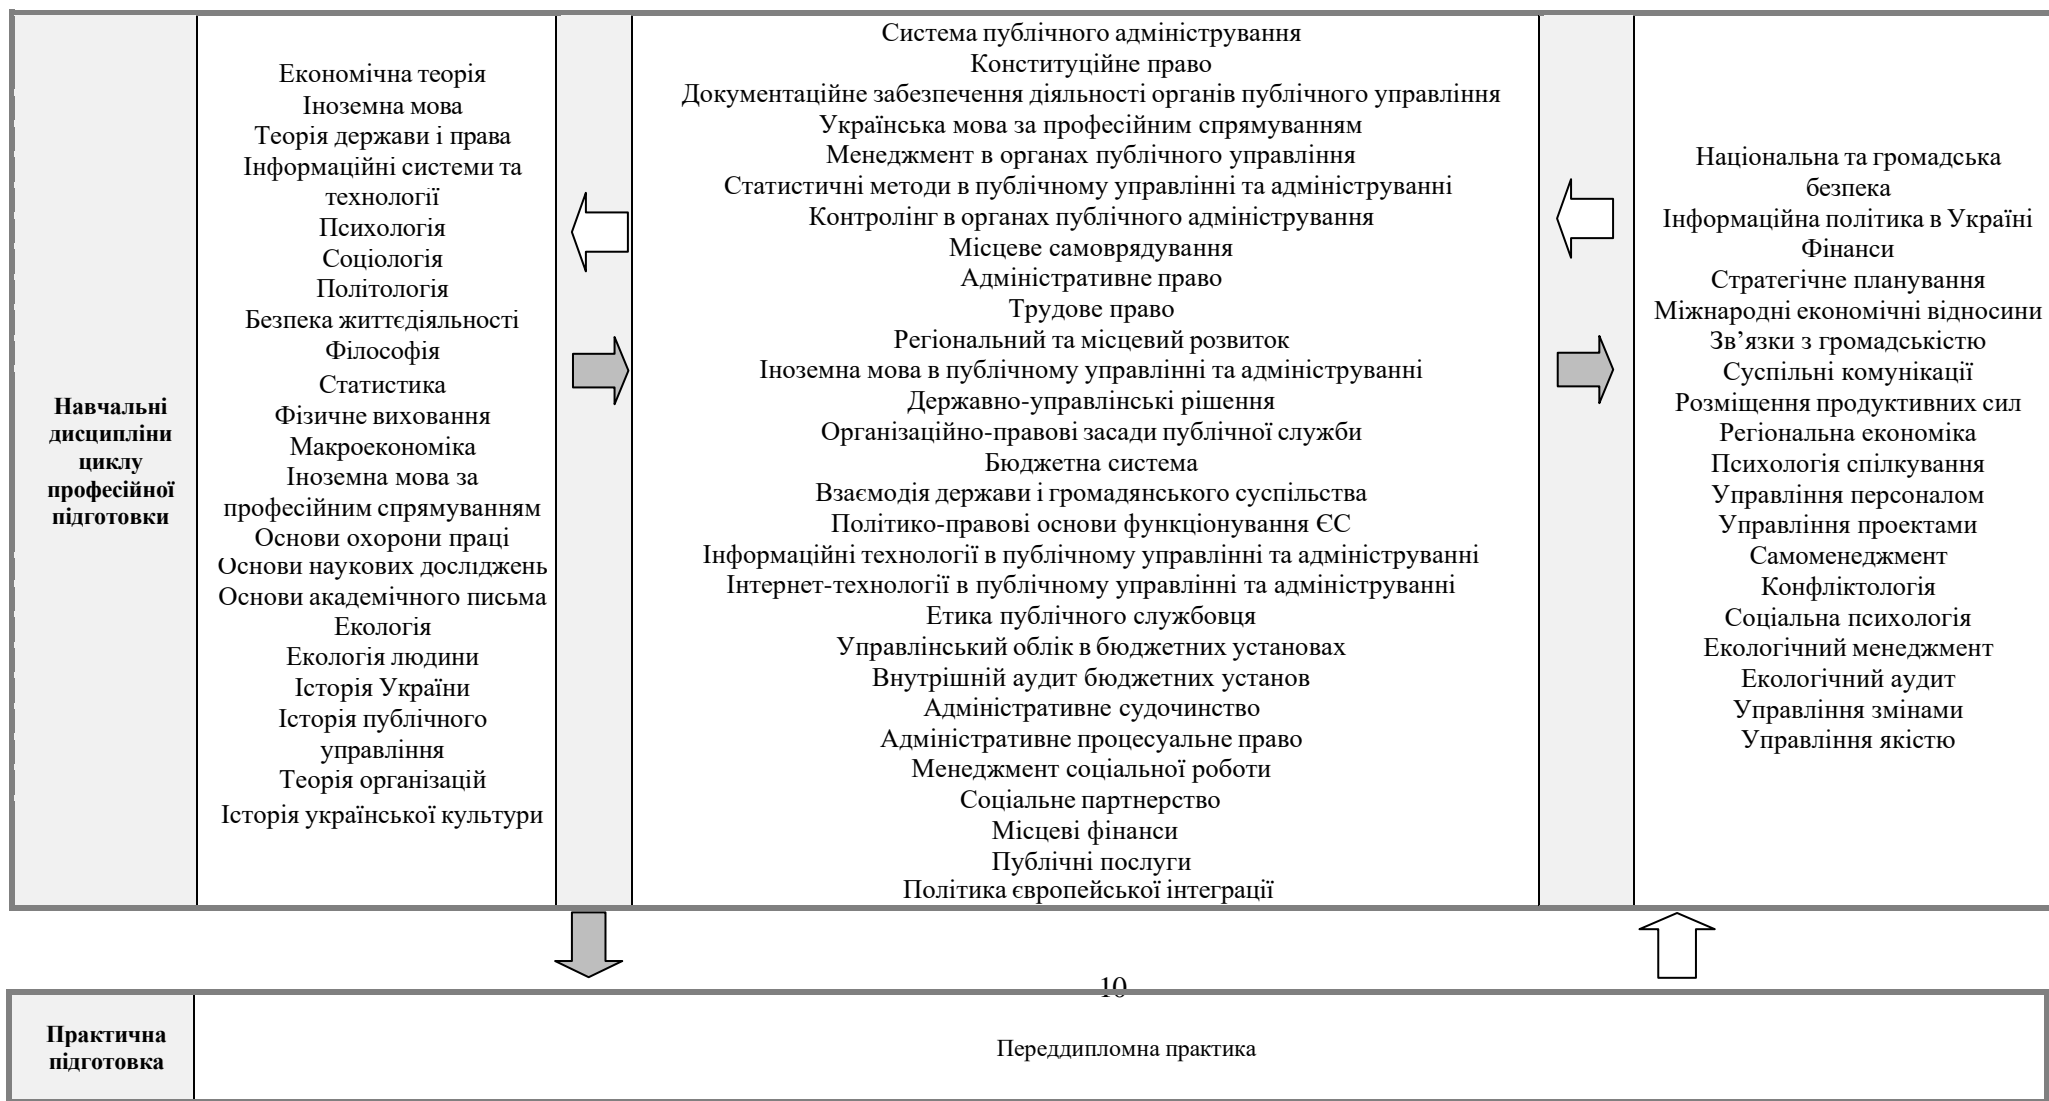 Навчальні
дисципліни
циклу
професійної
підготовки
Економічна теорія
Іноземна мова
Теорія держави і права
Інформаційні системи та
технології
Психологія
Соціологія
Політологія
Безпека життєдіяльності
Філософія
Статистика
Фізичне виховання
Макроекономіка
Іноземна мова за
професійним спрямуванням
Основи охорони праці
Основи наукових досліджень
Основи академічного письма
Екологія
Екологія людини
Історія України
Історія публічного
управління
Теорія організацій
Історія української культури
Система публічного адміністрування
Конституційне право
Документаційне забезпечення діяльності органів публічного управління
Українська мова за професійним спрямуванням
Менеджмент в органах публічного управління
Статистичні методи в публічному управлінні та адмініструванні
Контролінг в органах публічного адміністрування
Місцеве самоврядування
Адміністративне право
Трудове право
Регіональний та місцевий розвиток
Іноземна мова в публічному управлінні та адмініструванні
Державно-управлінські рішення
Організаційно-правові засади публічної служби
Бюджетна система
Взаємодія держави і громадянського суспільства
Політико-правові основи функціонування ЄС
Інформаційні технології в публічному управлінні та адмініструванні
Інтернет-технології в публічному управлінні та адмініструванні
Етика публічного службовця
Управлінський облік в бюджетних установах
Внутрішній аудит бюджетних установ
Адміністративне судочинство
Адміністративне процесуальне право
Менеджмент соціальної роботи
Соціальне партнерство
Місцеві фінанси
Публічні послуги
Політика європейської інтеграції
Національна та громадська
безпека
Інформаційна політика в Україні
Фінанси
Стратегічне планування
Міжнародні економічні відносини
Зв’язки з громадськістю
Суспільні комунікації
Розміщення продуктивних сил
Регіональна економіка
Психологія спілкування
Управління персоналом
Управління проектами
Самоменеджмент
Конфліктологія
Соціальна психологія
Екологічний менеджмент
Екологічний аудит
Управління змінами
Управління якістю
10
Практична
підготовка
Переддипломна практика